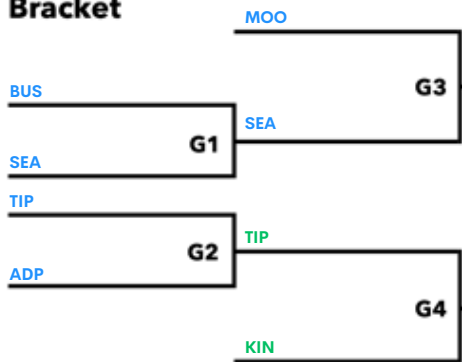 Bracket
MOO
G3
BUS
SEA
G1
SEA
TIP
TIP
G2
ADP
G4
KIN